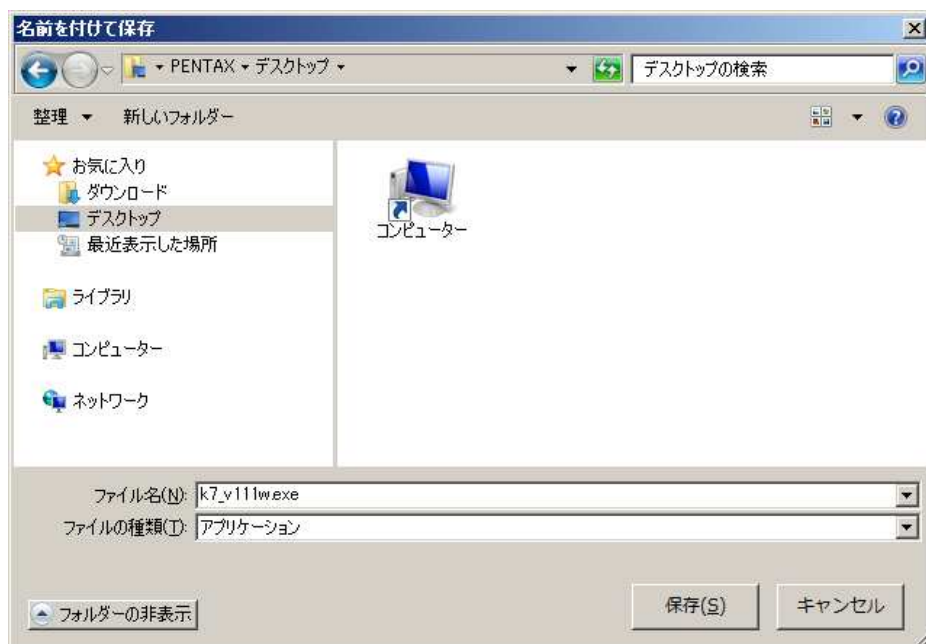 名前を付けて保存
PENTAX デスクトップ
デスクトップの検索
整理 新しいフォルダー
お気に入り
ダウンロード
デスクトップ
最近表示した場所
ライブラリ
コンピューター
ネットワーク
コンピューター
ファイル名(N): k7_v111w.exe
ファイルの種類(T): アプリケーション
フォルダーの非表示
保存(S)
キャンセル